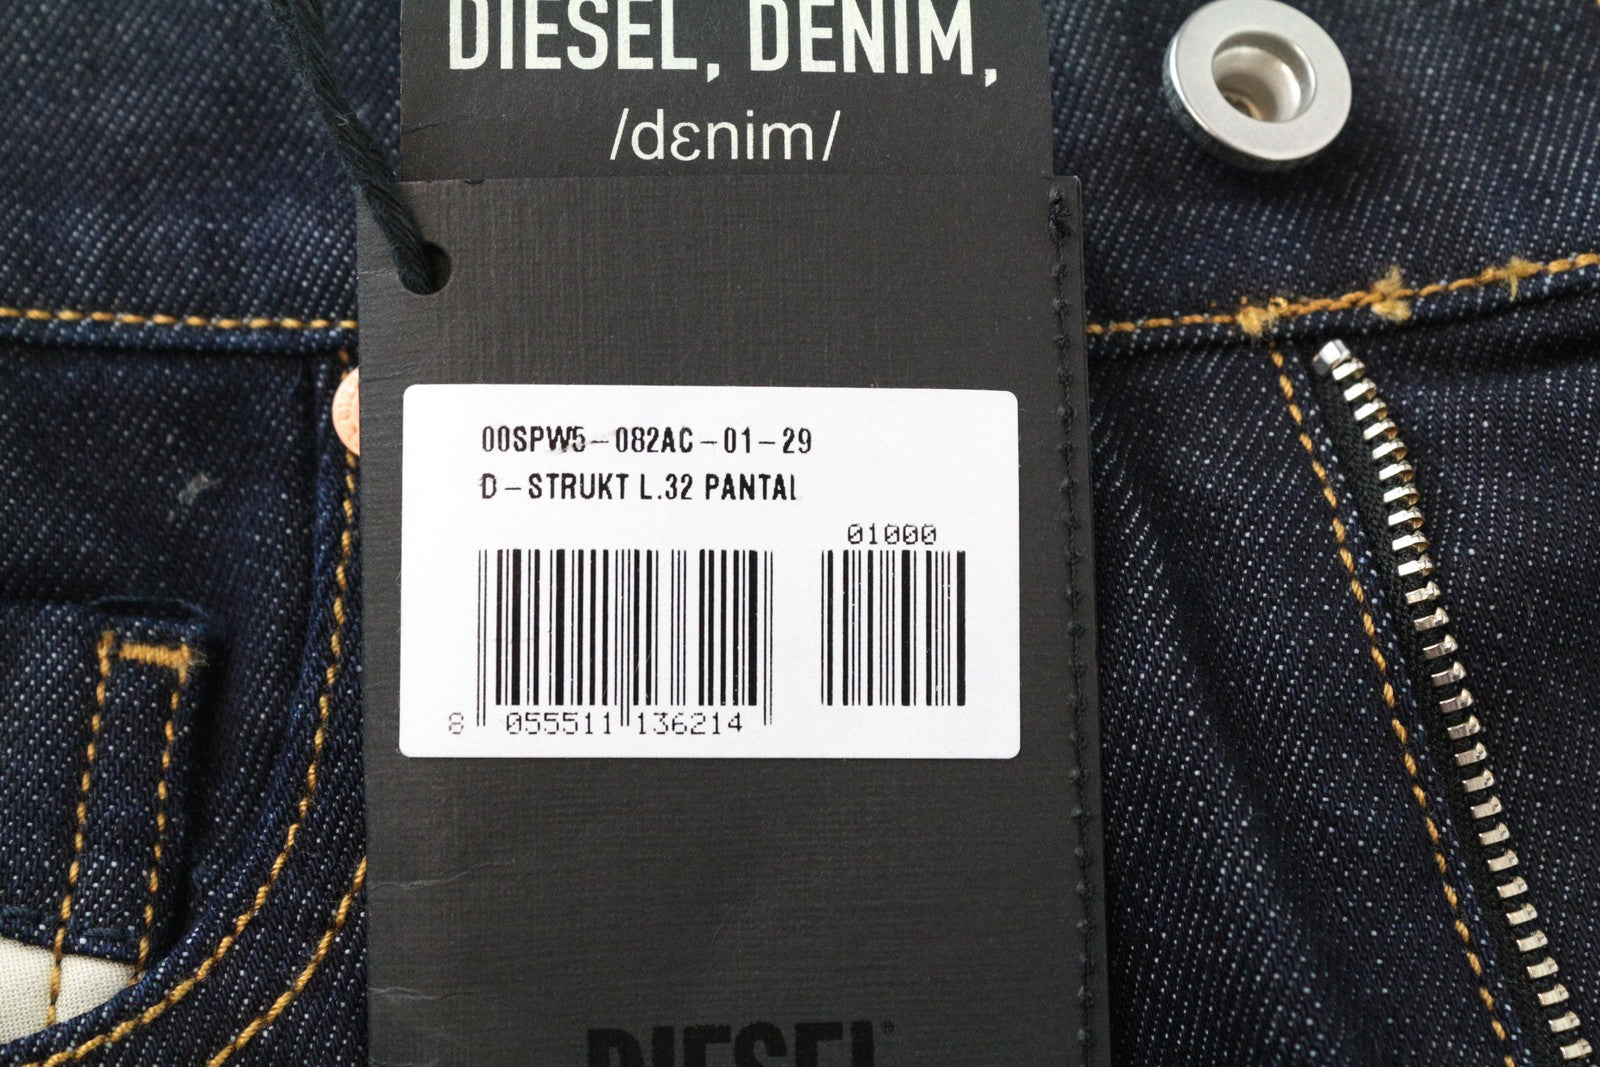 DIESEL, DENIM,
/dɛnim/
00SPW5-082AC-01-29
D-STRUKT L.32 PANTAL
01000
8 055511 136214
DIESEL®